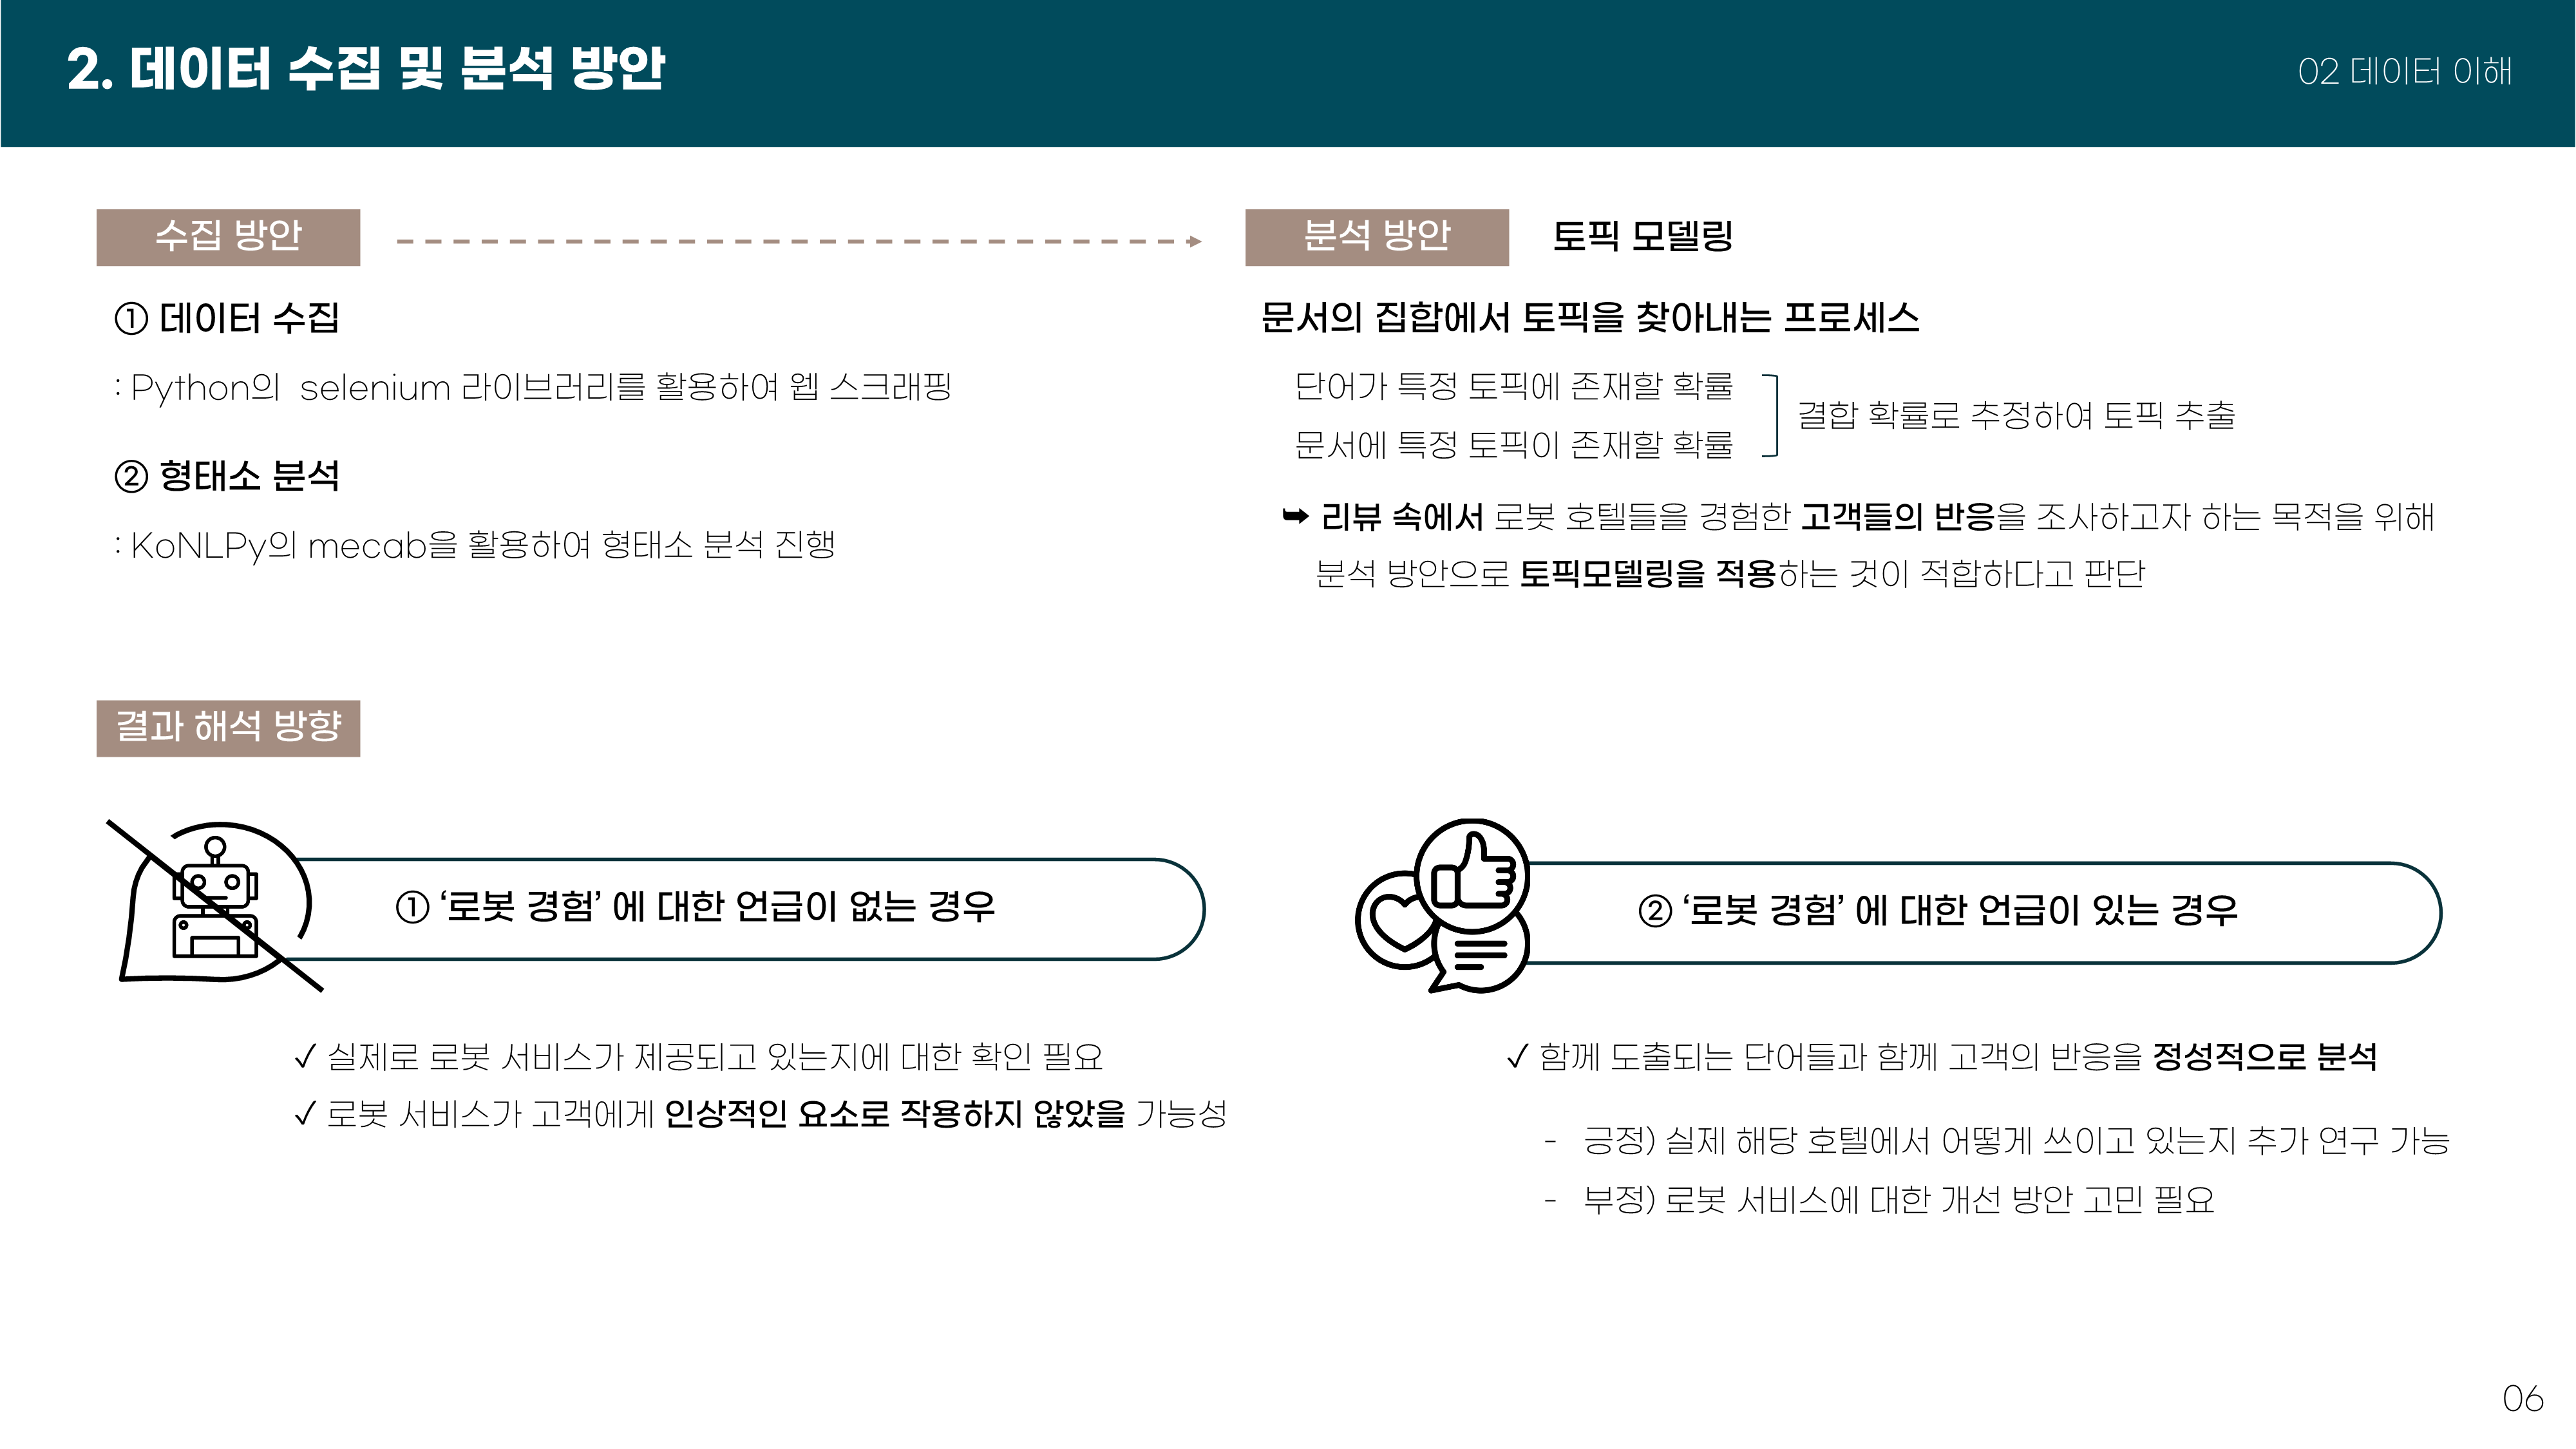 2. 데이터 수집 및 분석 방안
02 데이터 이해
수집 방안
① 데이터 수집
: Python의 selenium 라이브러리를 활용하여 웹 스크래핑
② 형태소 분석
: KoNLPy의 mecab을 활용하여 형태소 분석 진행
분석 방안
토픽 모델링
문서의 집합에서 토픽을 찾아내는 프로세스
단어가 특정 토픽에 존재할 확률
문서에 특정 토픽이 존재할 확률
결합 확률로 추정하여 토픽 추출
➥ 리뷰 속에서 로봇 호텔들을 경험한 고객들의 반응을 조사하고자 하는 목적을 위해
분석 방안으로 토픽모델링을 적용하는 것이 적합하다고 판단
결과 해석 방향
① ‘로봇 경험’ 에 대한 언급이 없는 경우
✓ 실제로 로봇 서비스가 제공되고 있는지에 대한 확인 필요
✓ 로봇 서비스가 고객에게 인상적인 요소로 작용하지 않았을 가능성
② ‘로봇 경험’ 에 대한 언급이 있는 경우
✓ 함께 도출되는 단어들과 함께 고객의 반응을 정성적으로 분석
- 긍정) 실제 해당 호텔에서 어떻게 쓰이고 있는지 추가 연구 가능
- 부정) 로봇 서비스에 대한 개선 방안 고민 필요
06